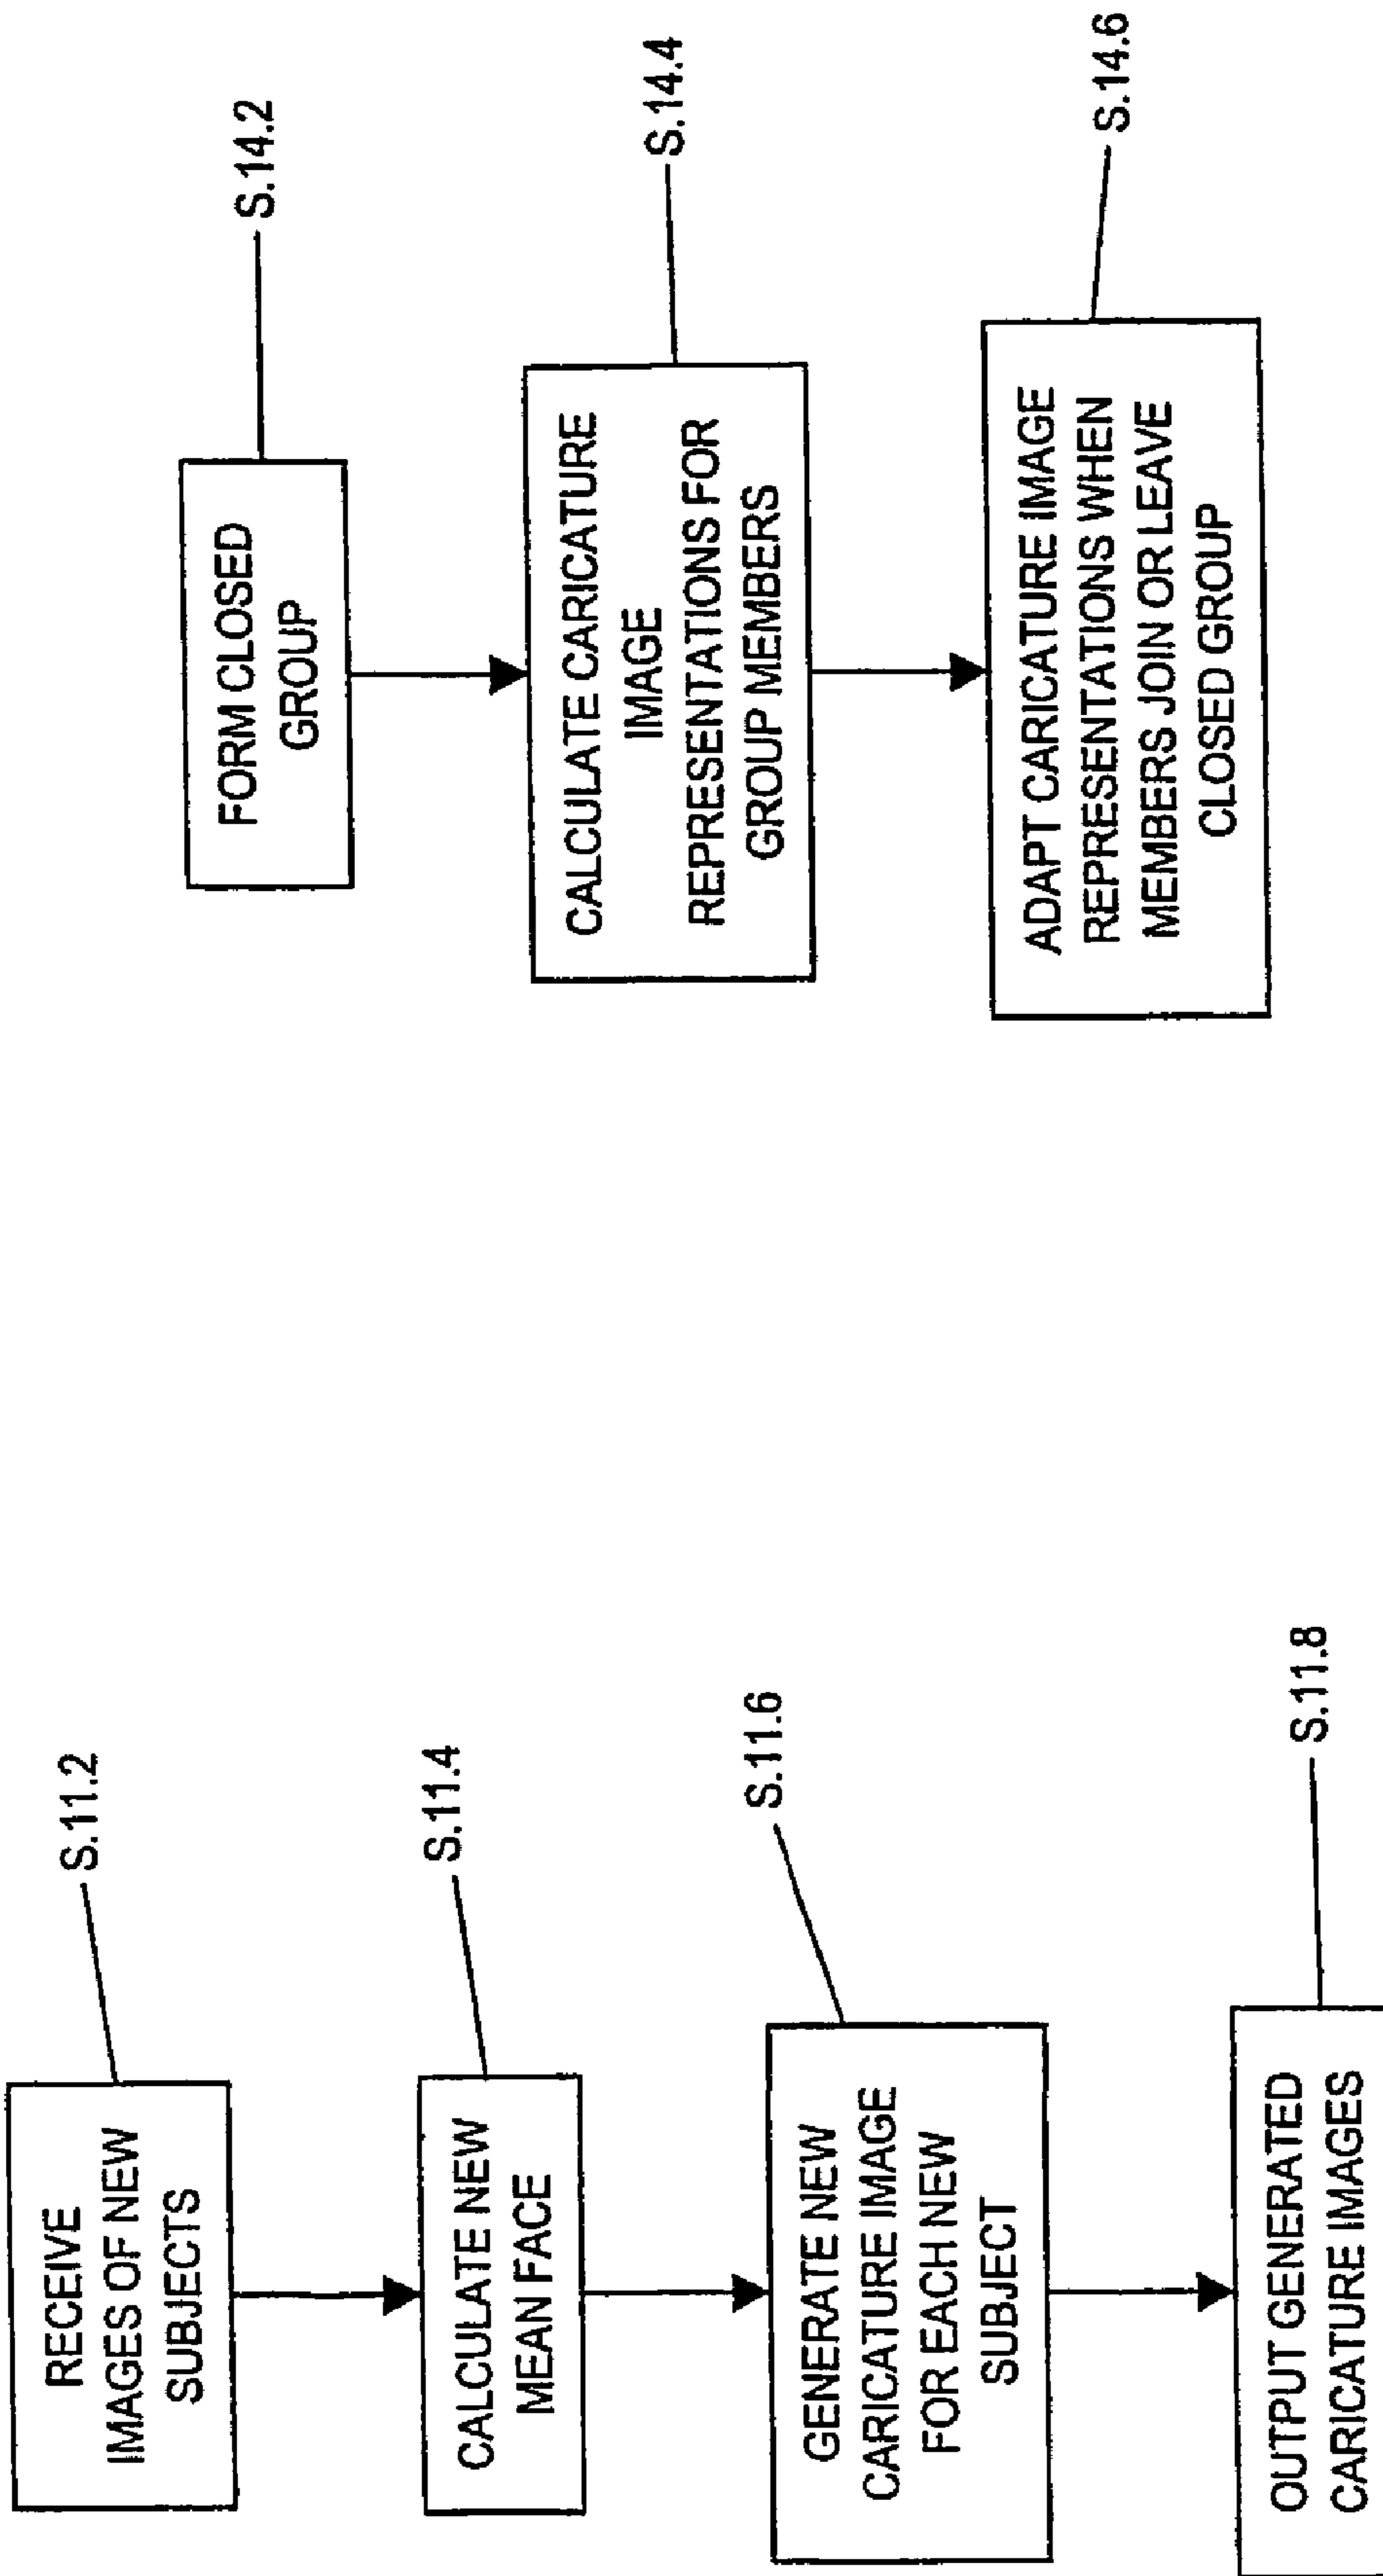 RECEIVE
IMAGES OF NEW
SUBJECTS
S.11.2
CALCULATE NEW
MEAN FACE
S.11.4
GENERATE NEW
CARICATURE IMAGE
FOR EACH NEW
SUBJECT
S.11.6
OUTPUT GENERATED
CARICATURE IMAGES
S.11.8
FORM CLOSED
GROUP
S.14.2
CALCULATE CARICATURE
IMAGE
REPRESENTATIONS FOR
GROUP MEMBERS
S.14.4
ADAPT CARICATURE IMAGE
REPRESENTATIONS WHEN
MEMBERS JOIN OR LEAVE
CLOSED GROUP
S.14.6